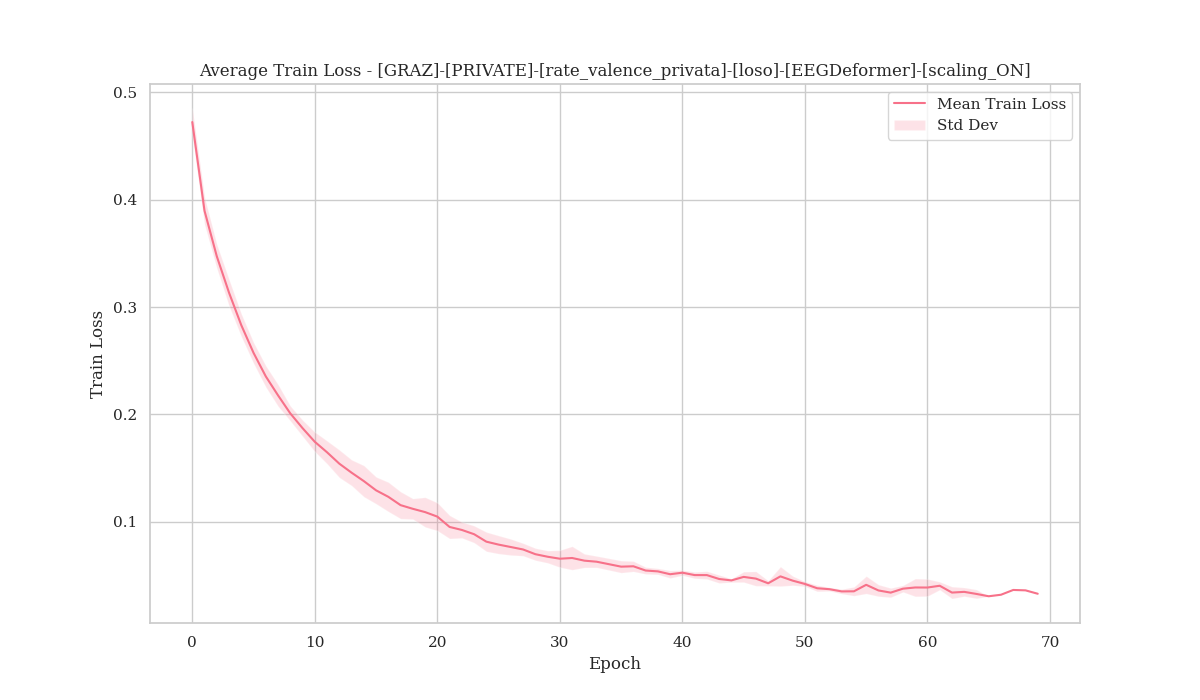 Average Train Loss - [GRAZ]-[PRIVATE]-[rate_valence_privata]-[loso]-[EEGDeformer]-[scaling_ON]
Mean Train Loss
Std Dev
0.5
0.4
0.3
0.2
0.1
Train Loss
0 10 20 30 40 50 60 70
Epoch